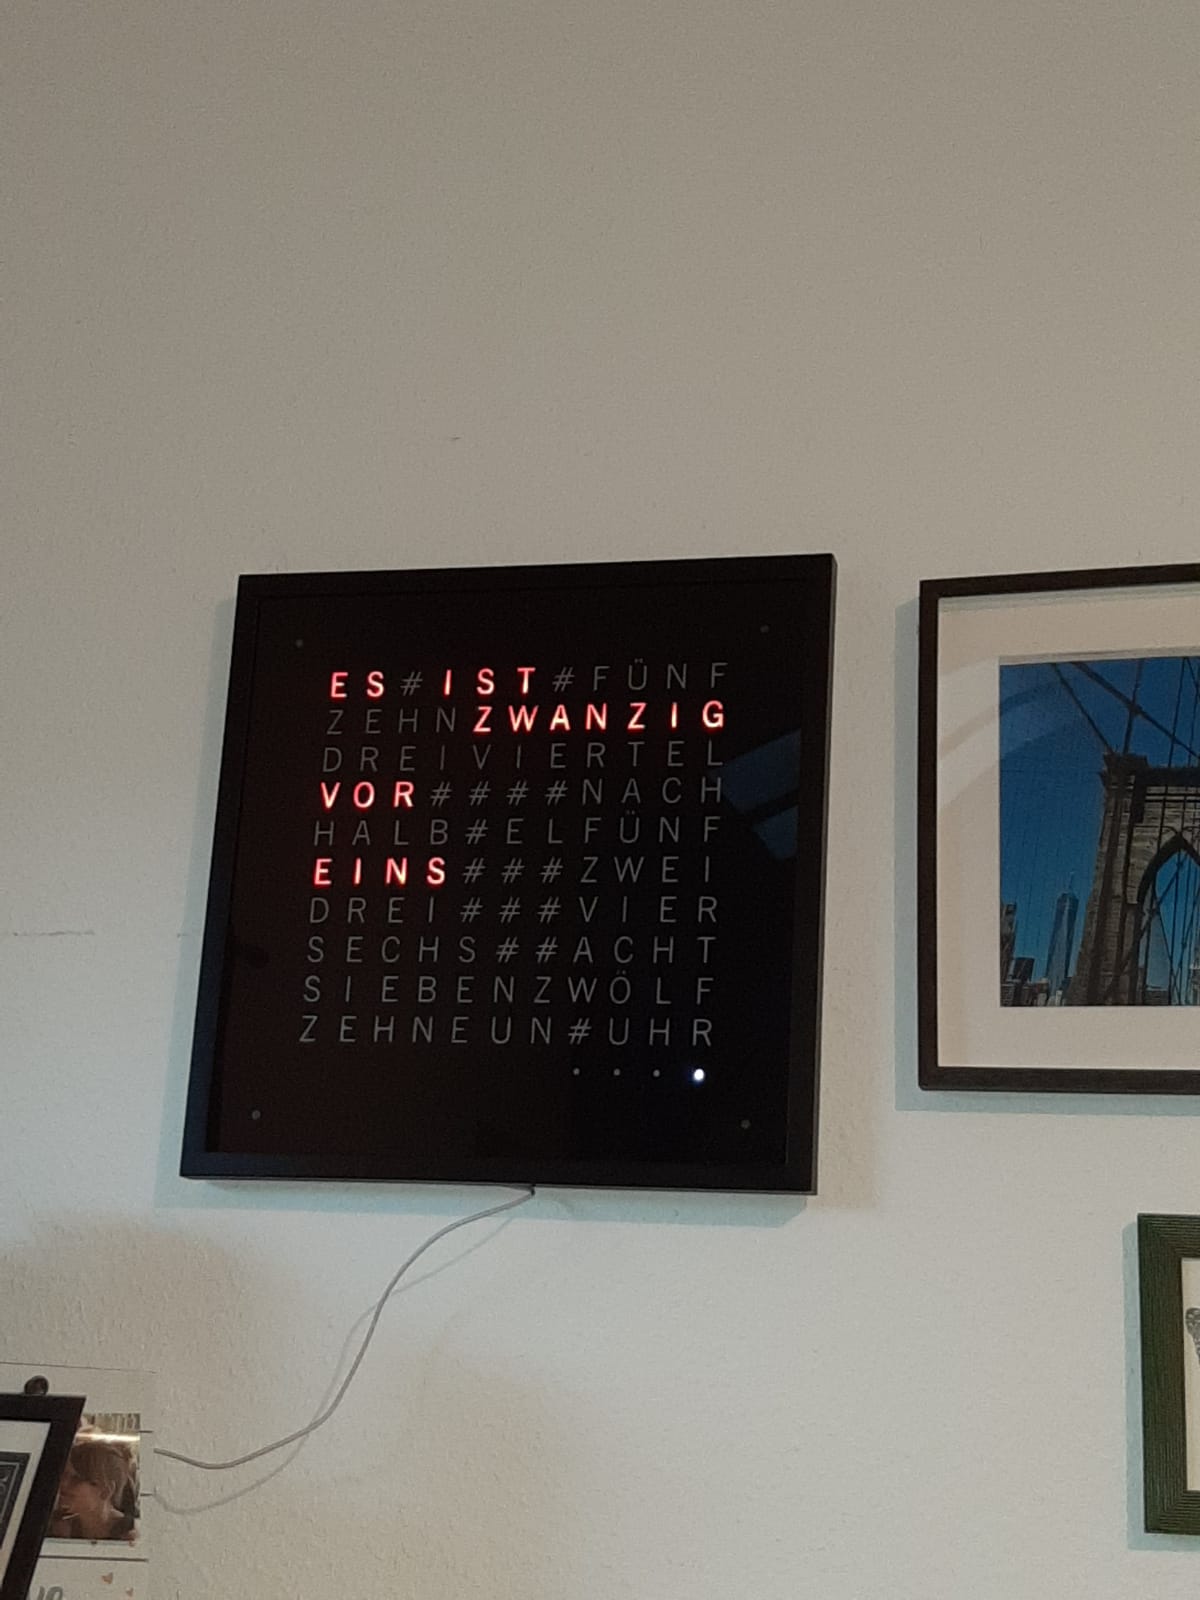 ES#IST#FÜNF
ZEHNZWANZIG
DREIVIERTEL
VOR####NACH
HALB#ELFÜNF
EINS###ZWEI
DREI###VIER
SECHS##ACHT
SIEBENZWÖLF
ZEHNEUN#UHR